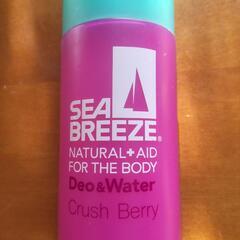 SEA
BREEZE®
NATURAL+AID
FOR THE BODY
Deo&Water
Crush Berry